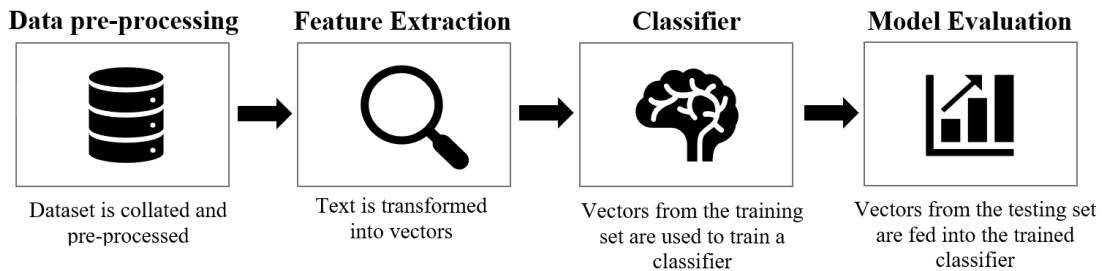 Data pre-processing
Feature Extraction
Classifier
Model Evaluation
Dataset is collated and
pre-processed
Text is transformed
into vectors
Vectors from the training
set are used to train a
classifier
Vectors from the testing set
are fed into the trained
classifier